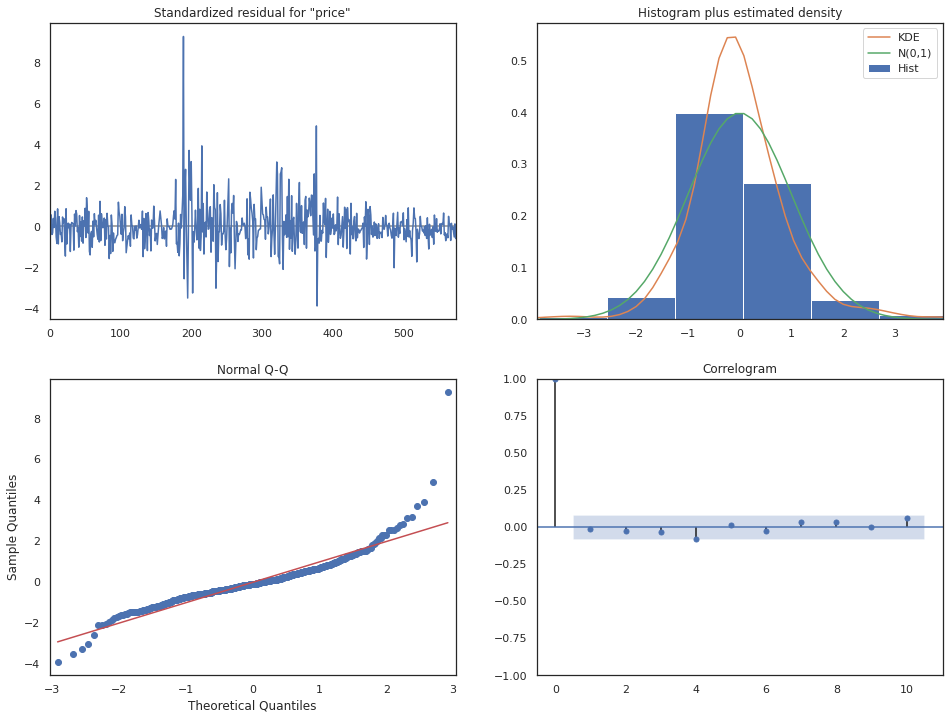 Standardized residual for "price"
8
6
4
2
0
−2
−4
0 100 200 300 400 500
Histogram plus estimated density
KDE
N(0,1)
Hist
0.5
0.4
0.3
0.2
0.1
0.0
−3 −2 −1 0 1 2 3
Normal Q-Q
Sample Quantiles
8
6
4
2
0
−2
−4
−3 −2 −1 0 1 2 3
Theoretical Quantiles
Correlogram
1.00
0.75
0.50
0.25
0.00
−0.25
−0.50
−0.75
−1.00
0 2 4 6 8 10